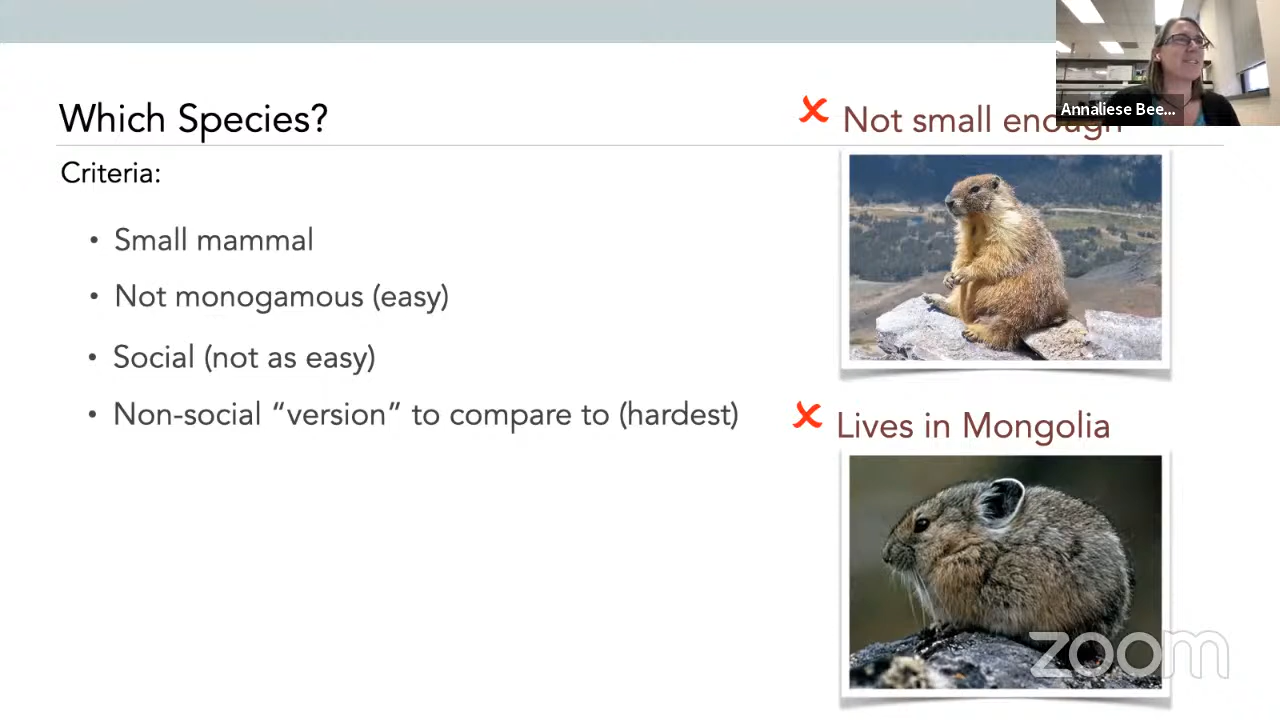 Annaliese Bee...
Which Species?
✘ Not small enough
Criteria:
• Small mammal
• Not monogamous (easy)
• Social (not as easy)
• Non-social “version” to compare to (hardest)
✘ Lives in Mongolia
zoom